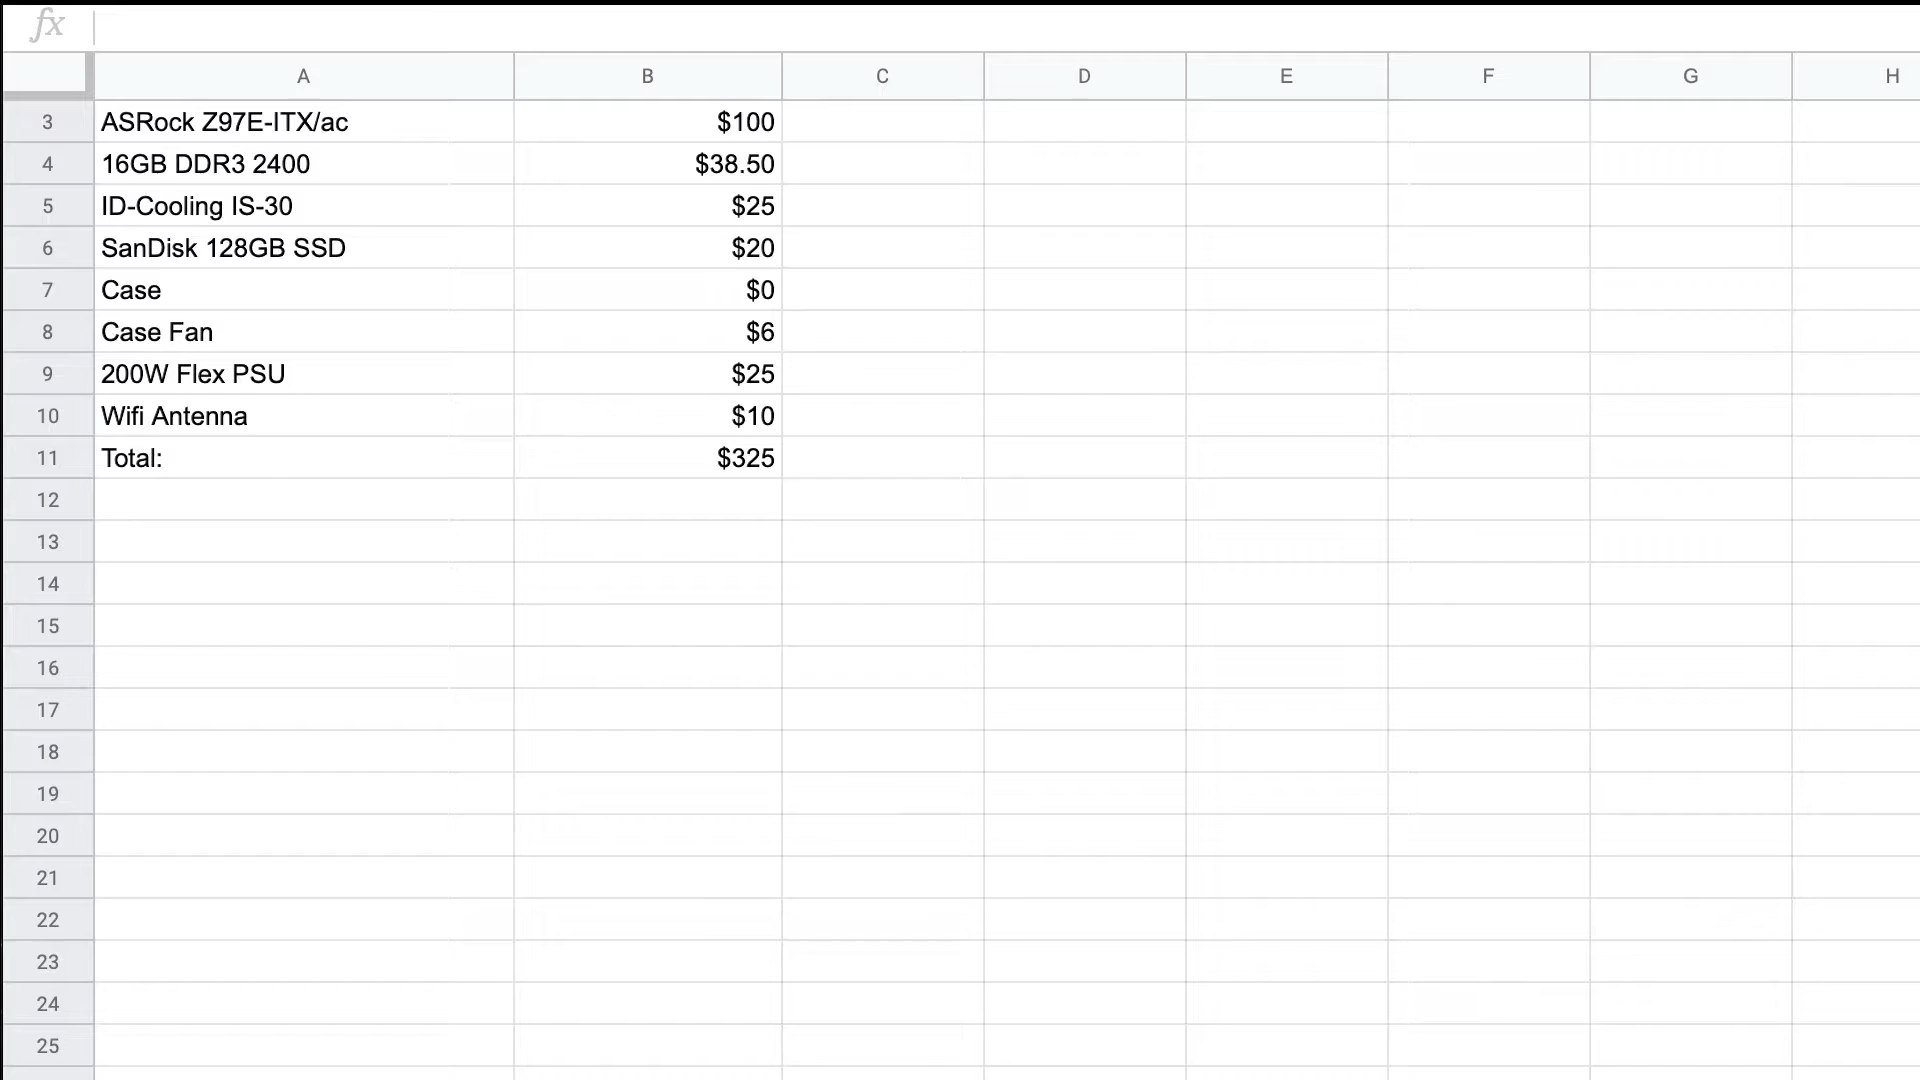 fx
A B C D E F G H
3 ASRock Z97E-ITX/ac $100
4 16GB DDR3 2400 $38.50
5 ID-Cooling IS-30 $25
6 SanDisk 128GB SSD $20
7 Case $0
8 Case Fan $6
9 200W Flex PSU $25
10 Wifi Antenna $10
11 Total: $325
12
13
14
15
16
17
18
19
20
21
22
23
24
25